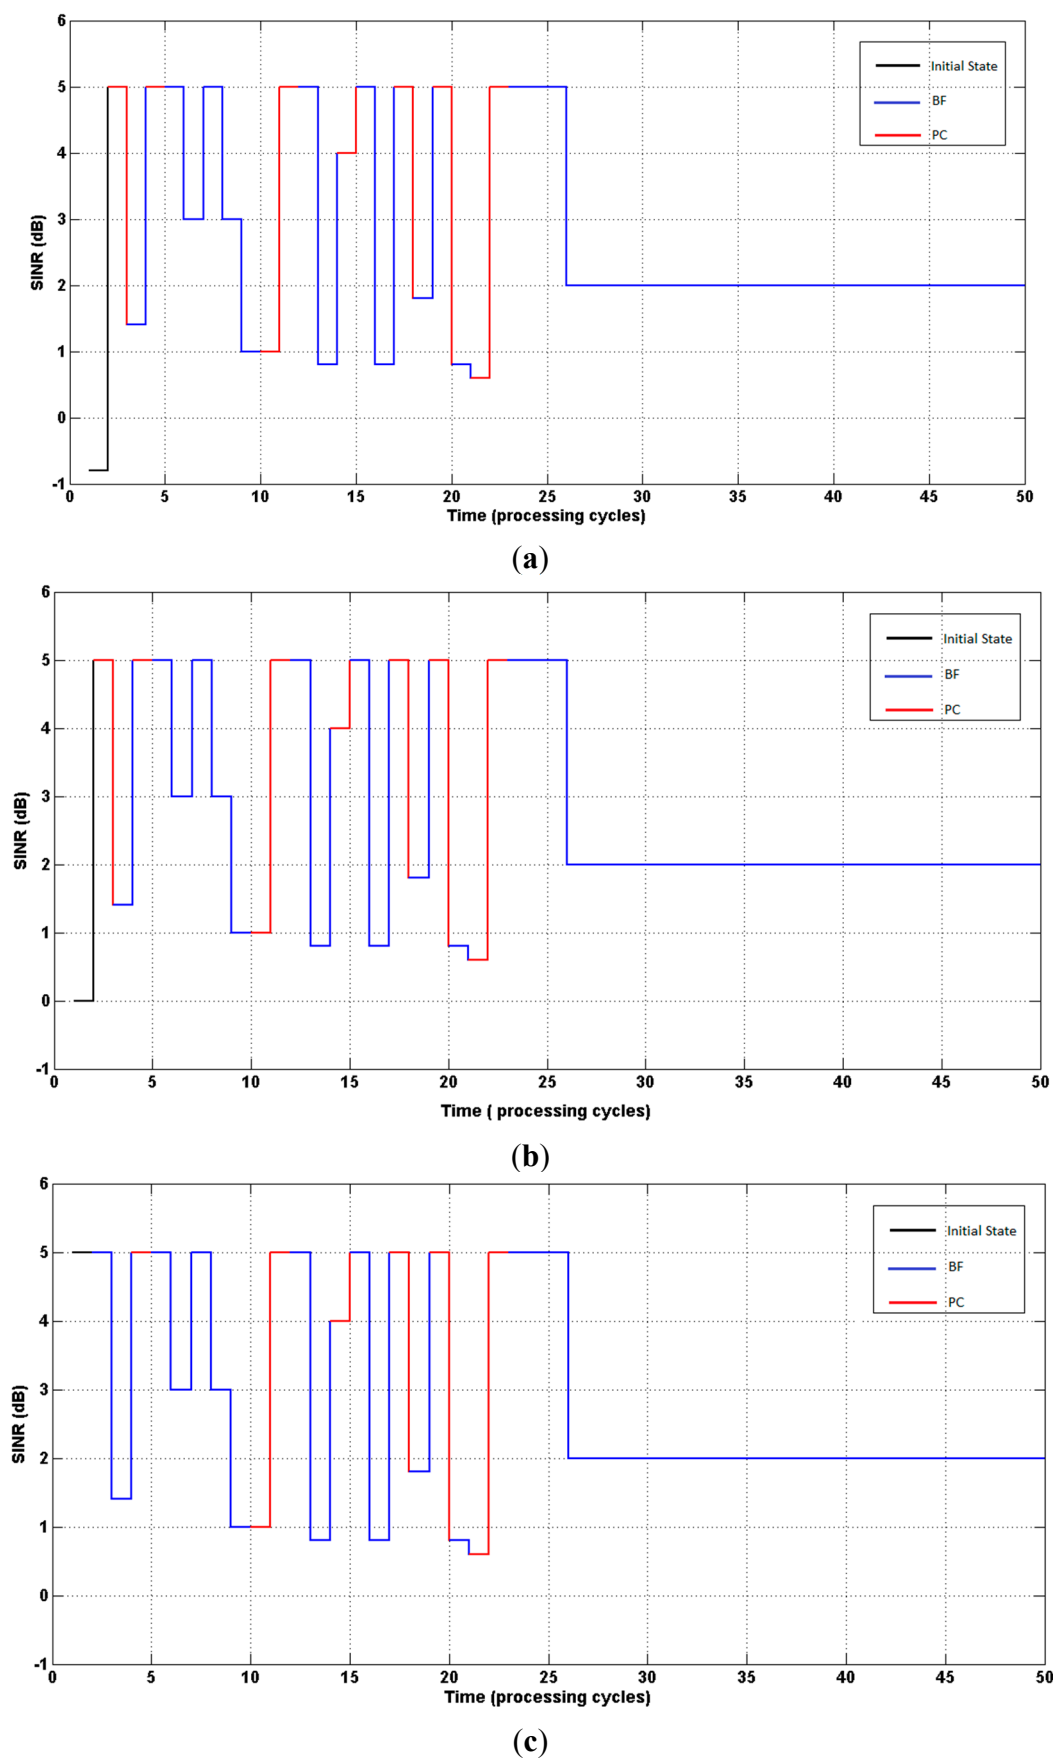 6
5
4
3
2
1
0
-1
SINR (dB)
Initial State
BF
PC
0 5 10 15 20 25 30 35 40 45 50
Time (processing cycles)
(a)
6
5
4
3
2
1
0
-1
SINR (dB)
Initial State
BF
PC
0 5 10 15 20 25 30 35 40 45 50
Time ( processing cycles)
(b)
6
5
4
3
2
1
0
-1
SINR (dB)
Initial State
BF
PC
0 5 10 15 20 25 30 35 40 45 50
Time (processing cycles)
(c)